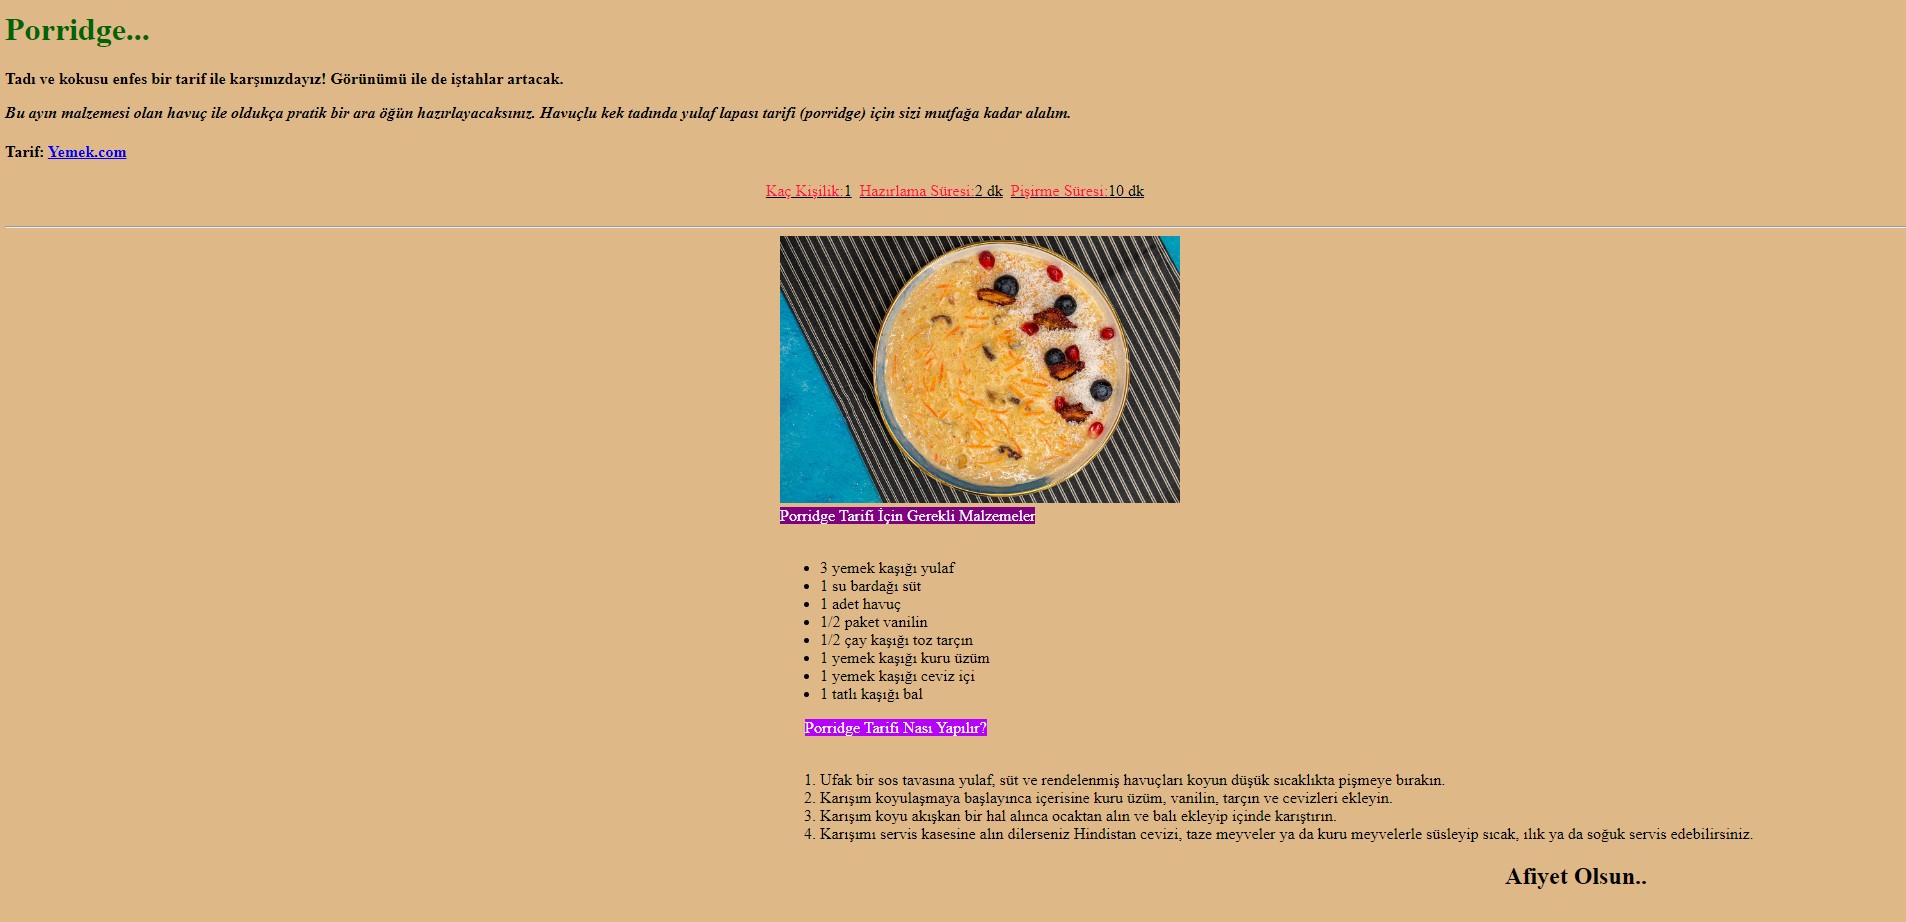 Porridge...
Tadı ve kokusu enfes bir tarif ile karşınızdayız! Görünümü ile de iştahlar artacak.
Bu ayın malzemesi olan havuç ile oldukça pratik bir ara öğün hazırlayacaksınız. Havuçlu kek tadında yulaf lapası tarifi (porridge) için sizi mutfağa kadar alalım.
Tarif: Yemek.com
Kaç Kişilik:1 Hazırlama Süresi:2 dk Pişirme Süresi:10 dk
Porridge Tarifi İçin Gerekli Malzemeler
• 3 yemek kaşığı yulaf
• 1 su bardağı süt
• 1 adet havuç
• 1/2 paket vanilin
• 1/2 çay kaşığı toz tarçın
• 1 yemek kaşığı kuru üzüm
• 1 yemek kaşığı ceviz içi
• 1 tatlı kaşığı bal
Porridge Tarifi Nası Yapılır?
1. Ufak bir sos tavasına yulaf, süt ve rendelenmiş havuçları koyun düşük sıcaklıkta pişmeye bırakın.
2. Karışım koyulaşmaya başlayınca içerisine kuru üzüm, vanilin, tarçın ve cevizleri ekleyin.
3. Karışım koyu akışkan bir hal alınca ocaktan alın ve balı ekleyip içinde karıştırın.
4. Karışımı servis kasesine alın dilerseniz Hindistan cevizi, taze meyveler ya da kuru meyvelerle süsleyip sıcak, ılık ya da soğuk servis edebilirsiniz.
Afiyet Olsun..